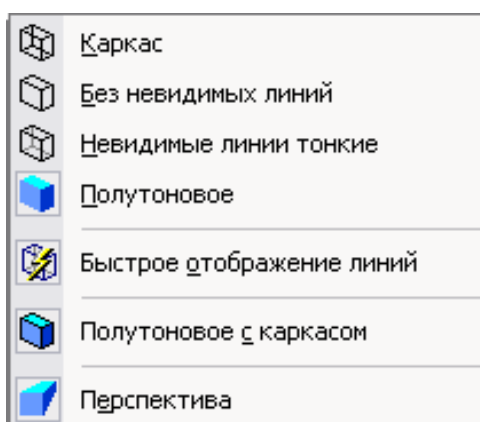 Каркас
Без невидимых линий
Невидимые линии тонкие
Полутоновое
Быстрое отображение линий
Полутоновое с каркасом
Перспектива